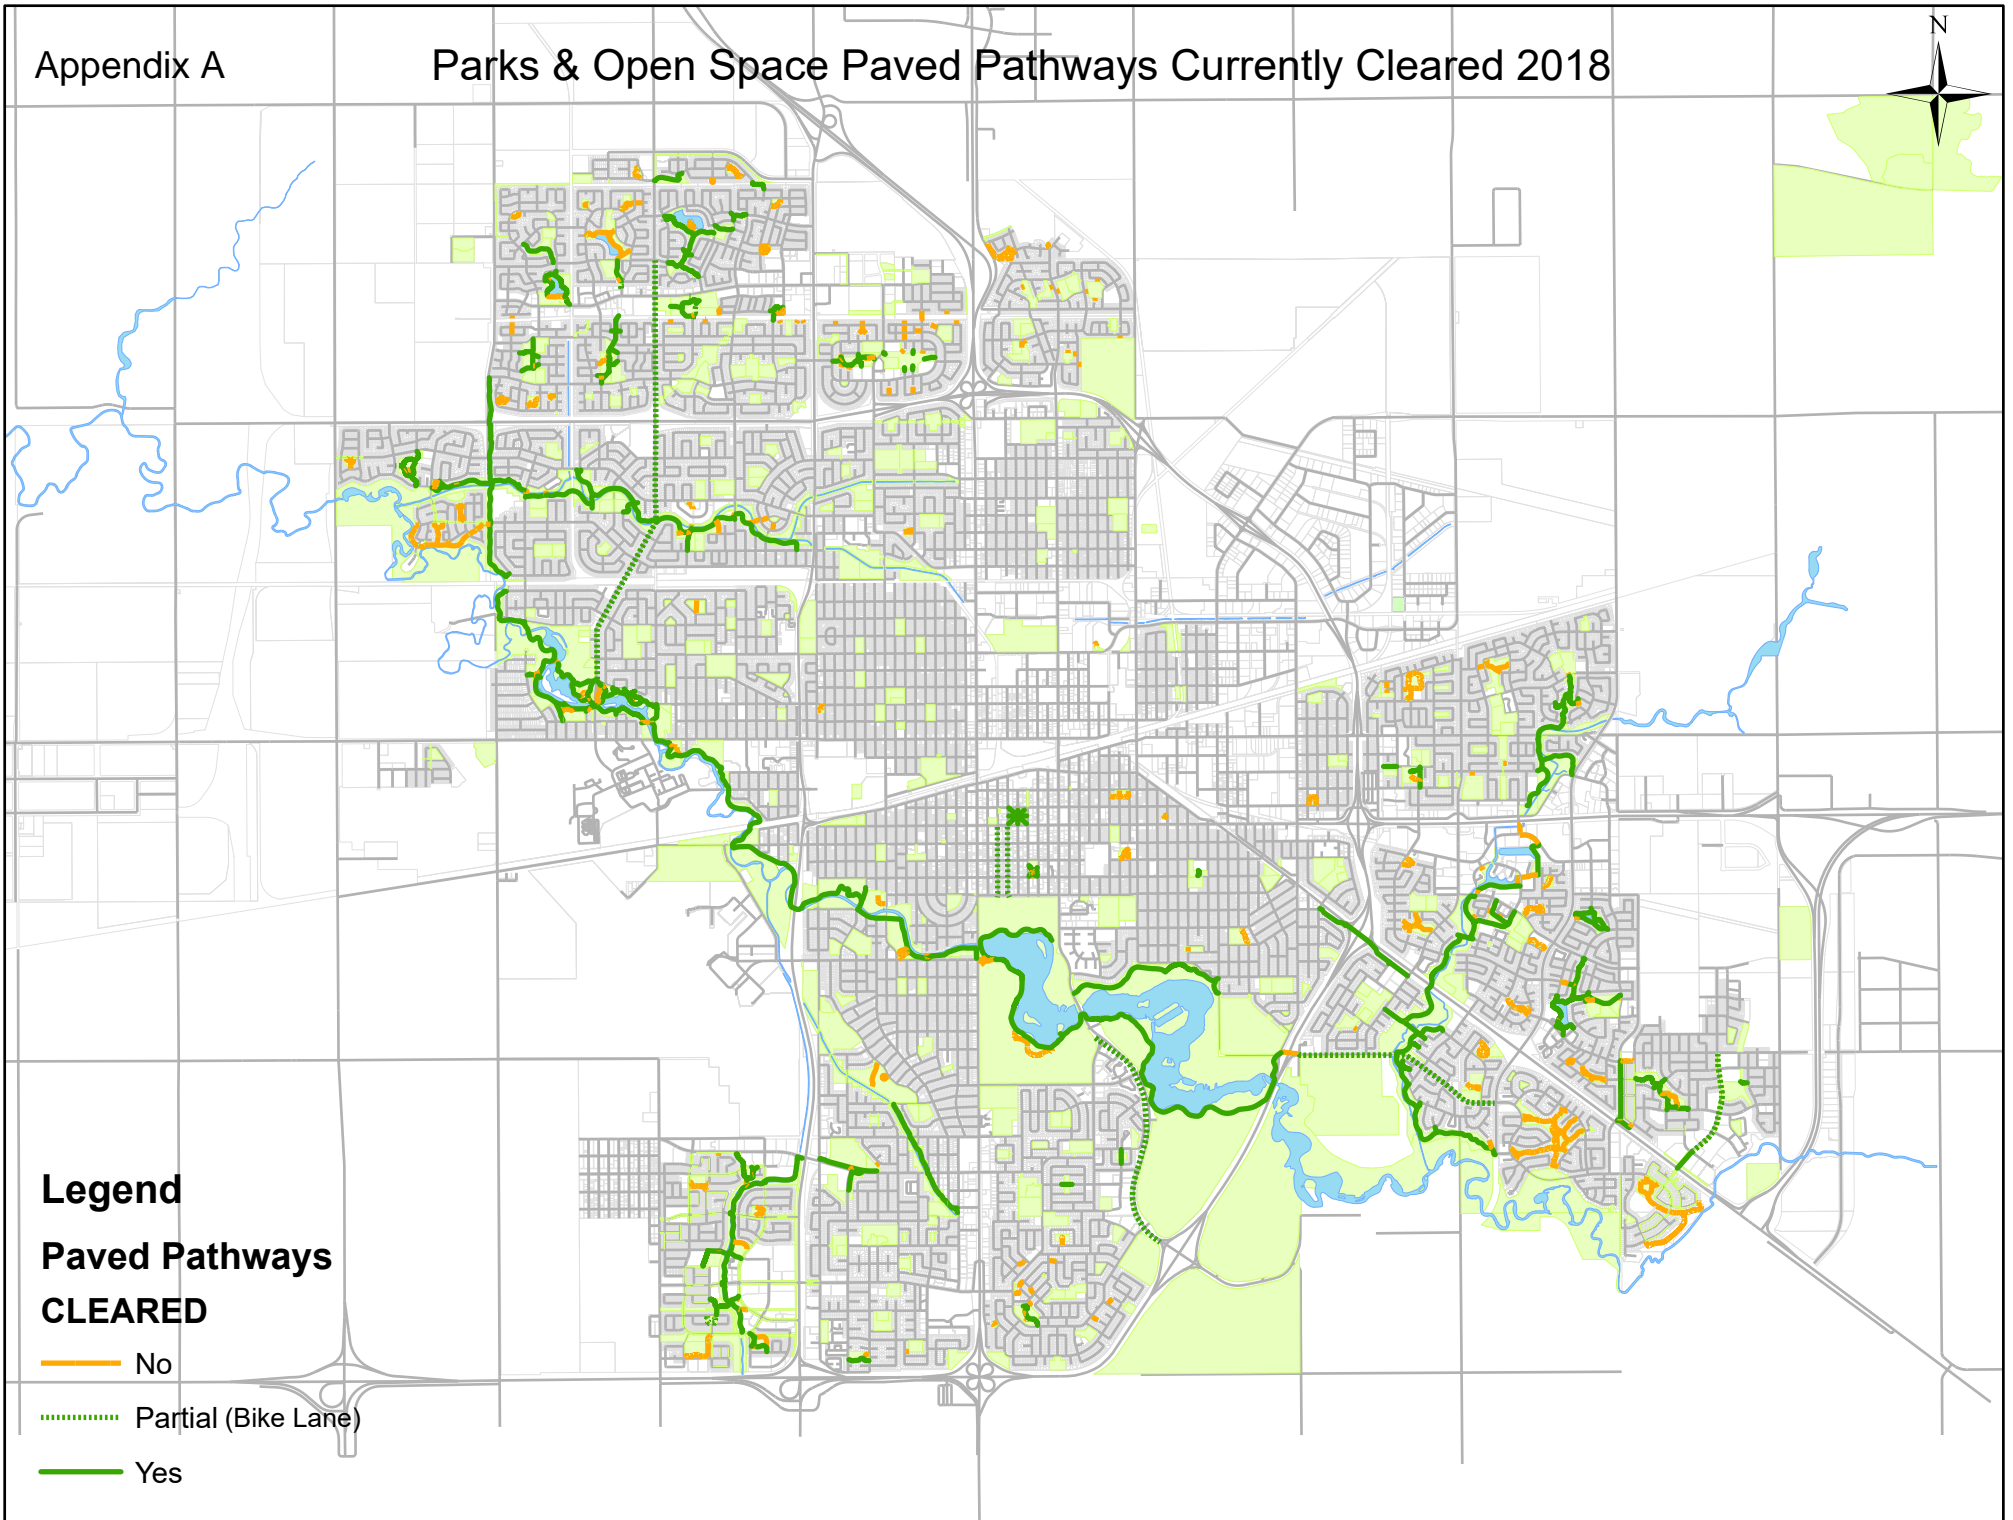 Appendix A
Parks & Open Space Paved Pathways Currently Cleared 2018
N
Legend
Paved Pathways
CLEARED
No
Partial (Bike Lane)
Yes